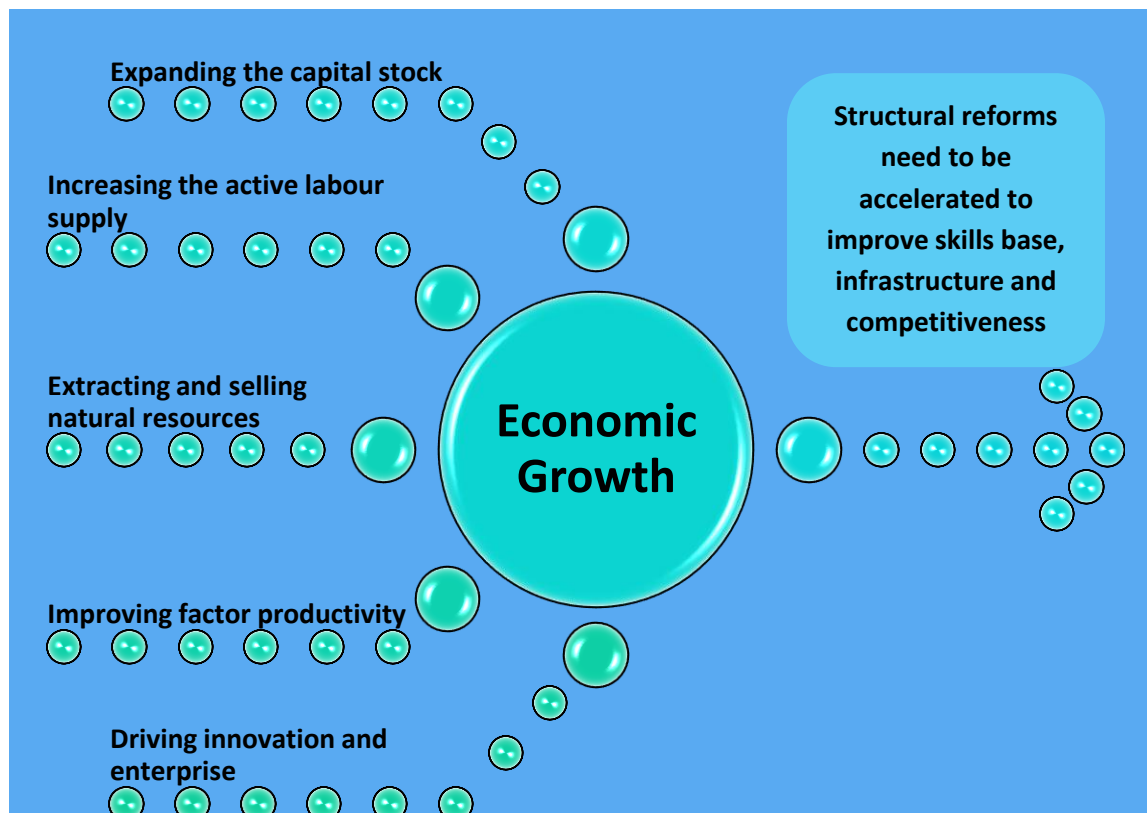 Expanding the capital stock
Increasing the active labour
supply
Extracting and selling
natural resources
Improving factor productivity
Driving innovation and
enterprise
Economic
Growth
Structural reforms
need to be
accelerated to
improve skills base,
infrastructure and
competitiveness